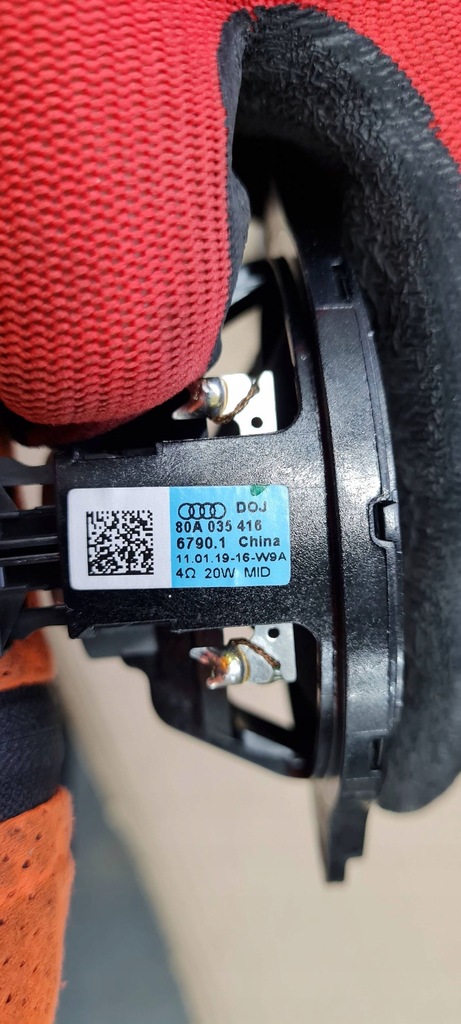 DOJ
80A 035 416
6790.1 China
11.01.19-16-W9A
4Ω 20W MID